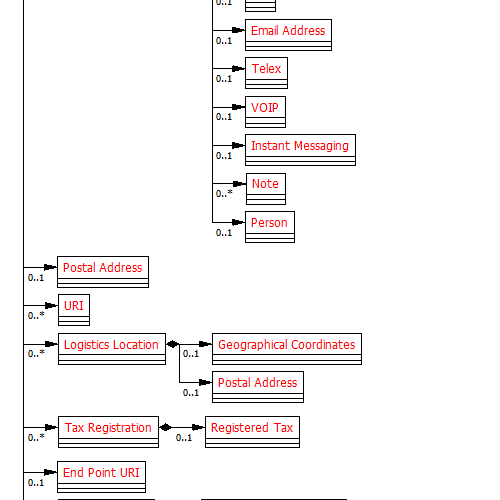 0..1
Email Address
0..1
Telex
0..1
VOIP
0..1
Instant Messaging
0..1
Note
0..*
Person
0..1
Postal Address
0..1
URI
0..*
Logistics Location
0..*
Geographical Coordinates
0..1
Postal Address
0..1
Tax Registration
0..*
Registered Tax
0..1
End Point URI
0..1